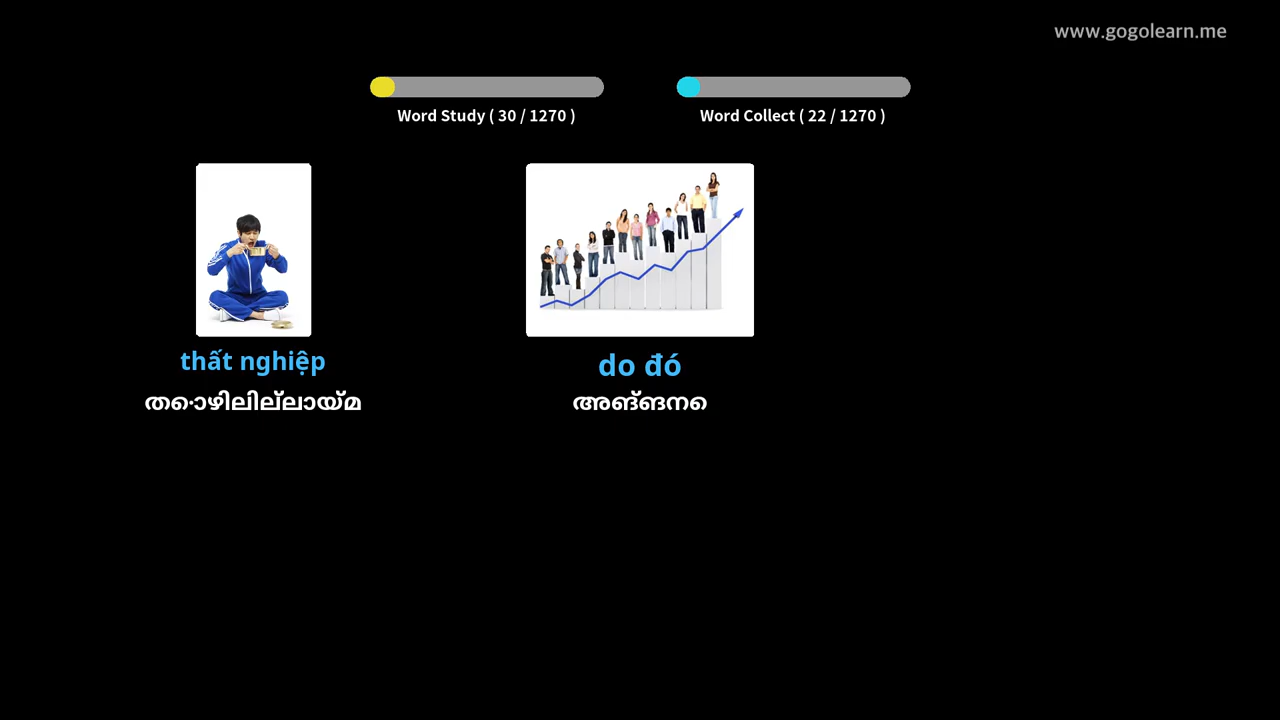 www.gogolearn.me
Word Study ( 30 / 1270 )
Word Collect ( 22 / 1270 )
thất nghiệp
do đó
തൊഴിലില്ലായ്മ
അങ്ങനെ